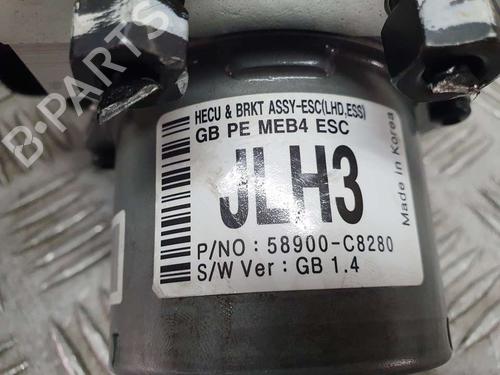 HECU & BRKT ASSY-ESC(LHD,ESS)
GB PE MEB4 ESC
JLH3
P/NO : 58900-C8280
S/W Ver : GB 1.4
Made In Korea
B-PARTS